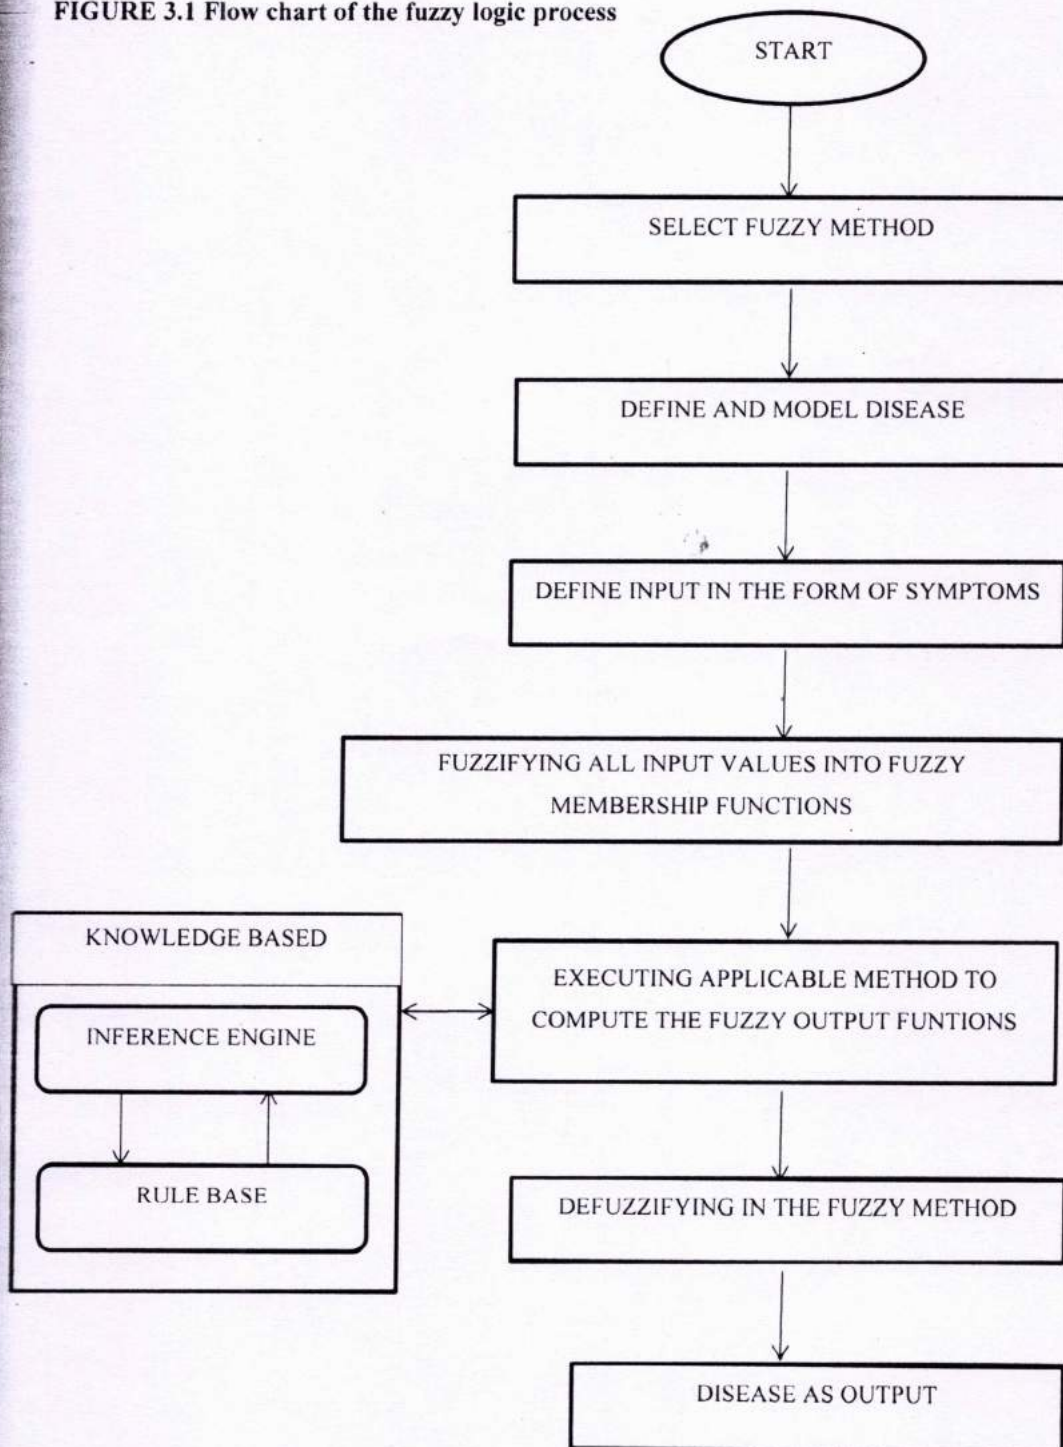 FIGURE 3.1 Flow chart of the fuzzy logic process
START
SELECT FUZZY METHOD
DEFINE AND MODEL DISEASE
DEFINE INPUT IN THE FORM OF SYMPTOMS
FUZZIFYING ALL INPUT VALUES INTO FUZZY
MEMBERSHIP FUNCTIONS
KNOWLEDGE BASED
INFERENCE ENGINE
RULE BASE
EXECUTING APPLICABLE METHOD TO
COMPUTE THE FUZZY OUTPUT FUNTIONS
DEFUZZIFYING IN THE FUZZY METHOD
DISEASE AS OUTPUT